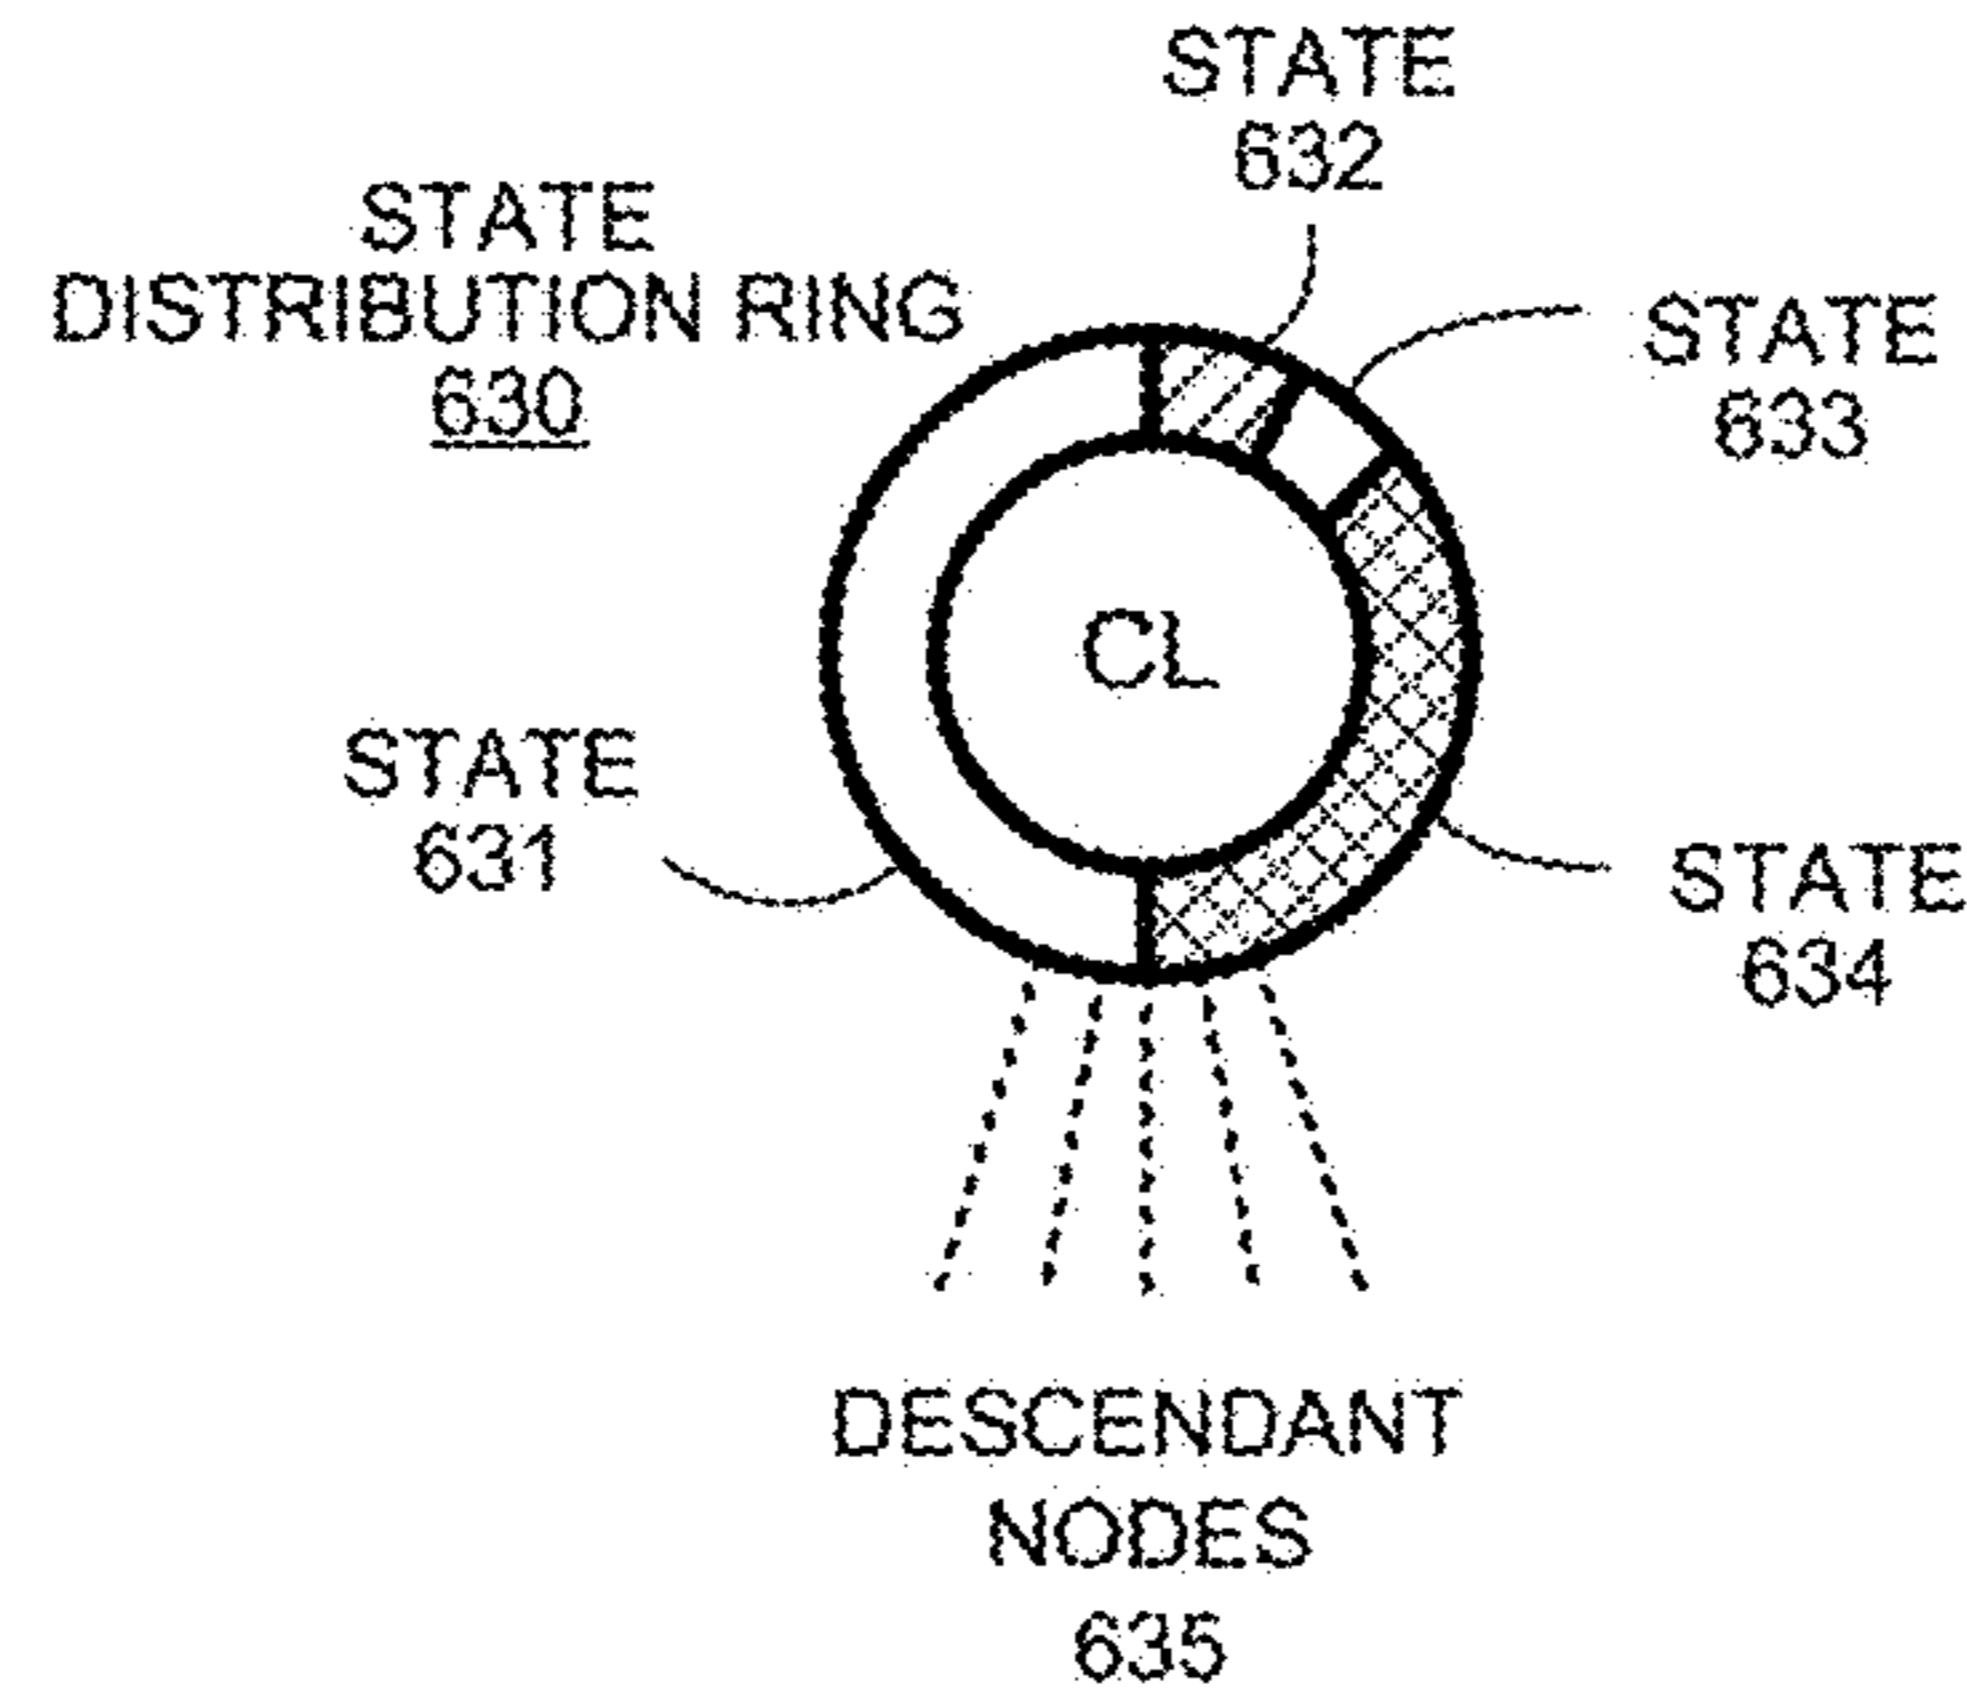 STATE
632
STATE
DISTRIBUTION RING
630
STATE
633
CL
STATE
631
STATE
634
DESCENDANT
NODES
635